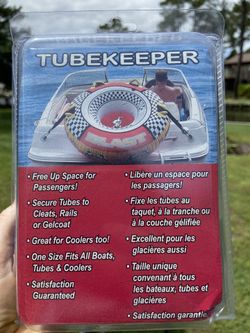 TUBEKEEPER
BLAST
• Free Up Space for
Passengers!
• Secure Tubes to
Cleats, Rails
or Gelcoat
• Great for Coolers too!
• One Size Fits All Boats,
Tubes & Coolers
• Satisfaction
Guaranteed
• Libère un espace pour
les passagers!
• Fixe les tubes au
taquet, à la tranche ou
à la couche gélifiée
• Excellent pour les
glacières aussi
• Taille unique
convenant à tous
les bateaux, tubes et
glacières
• Satisfaction garantie